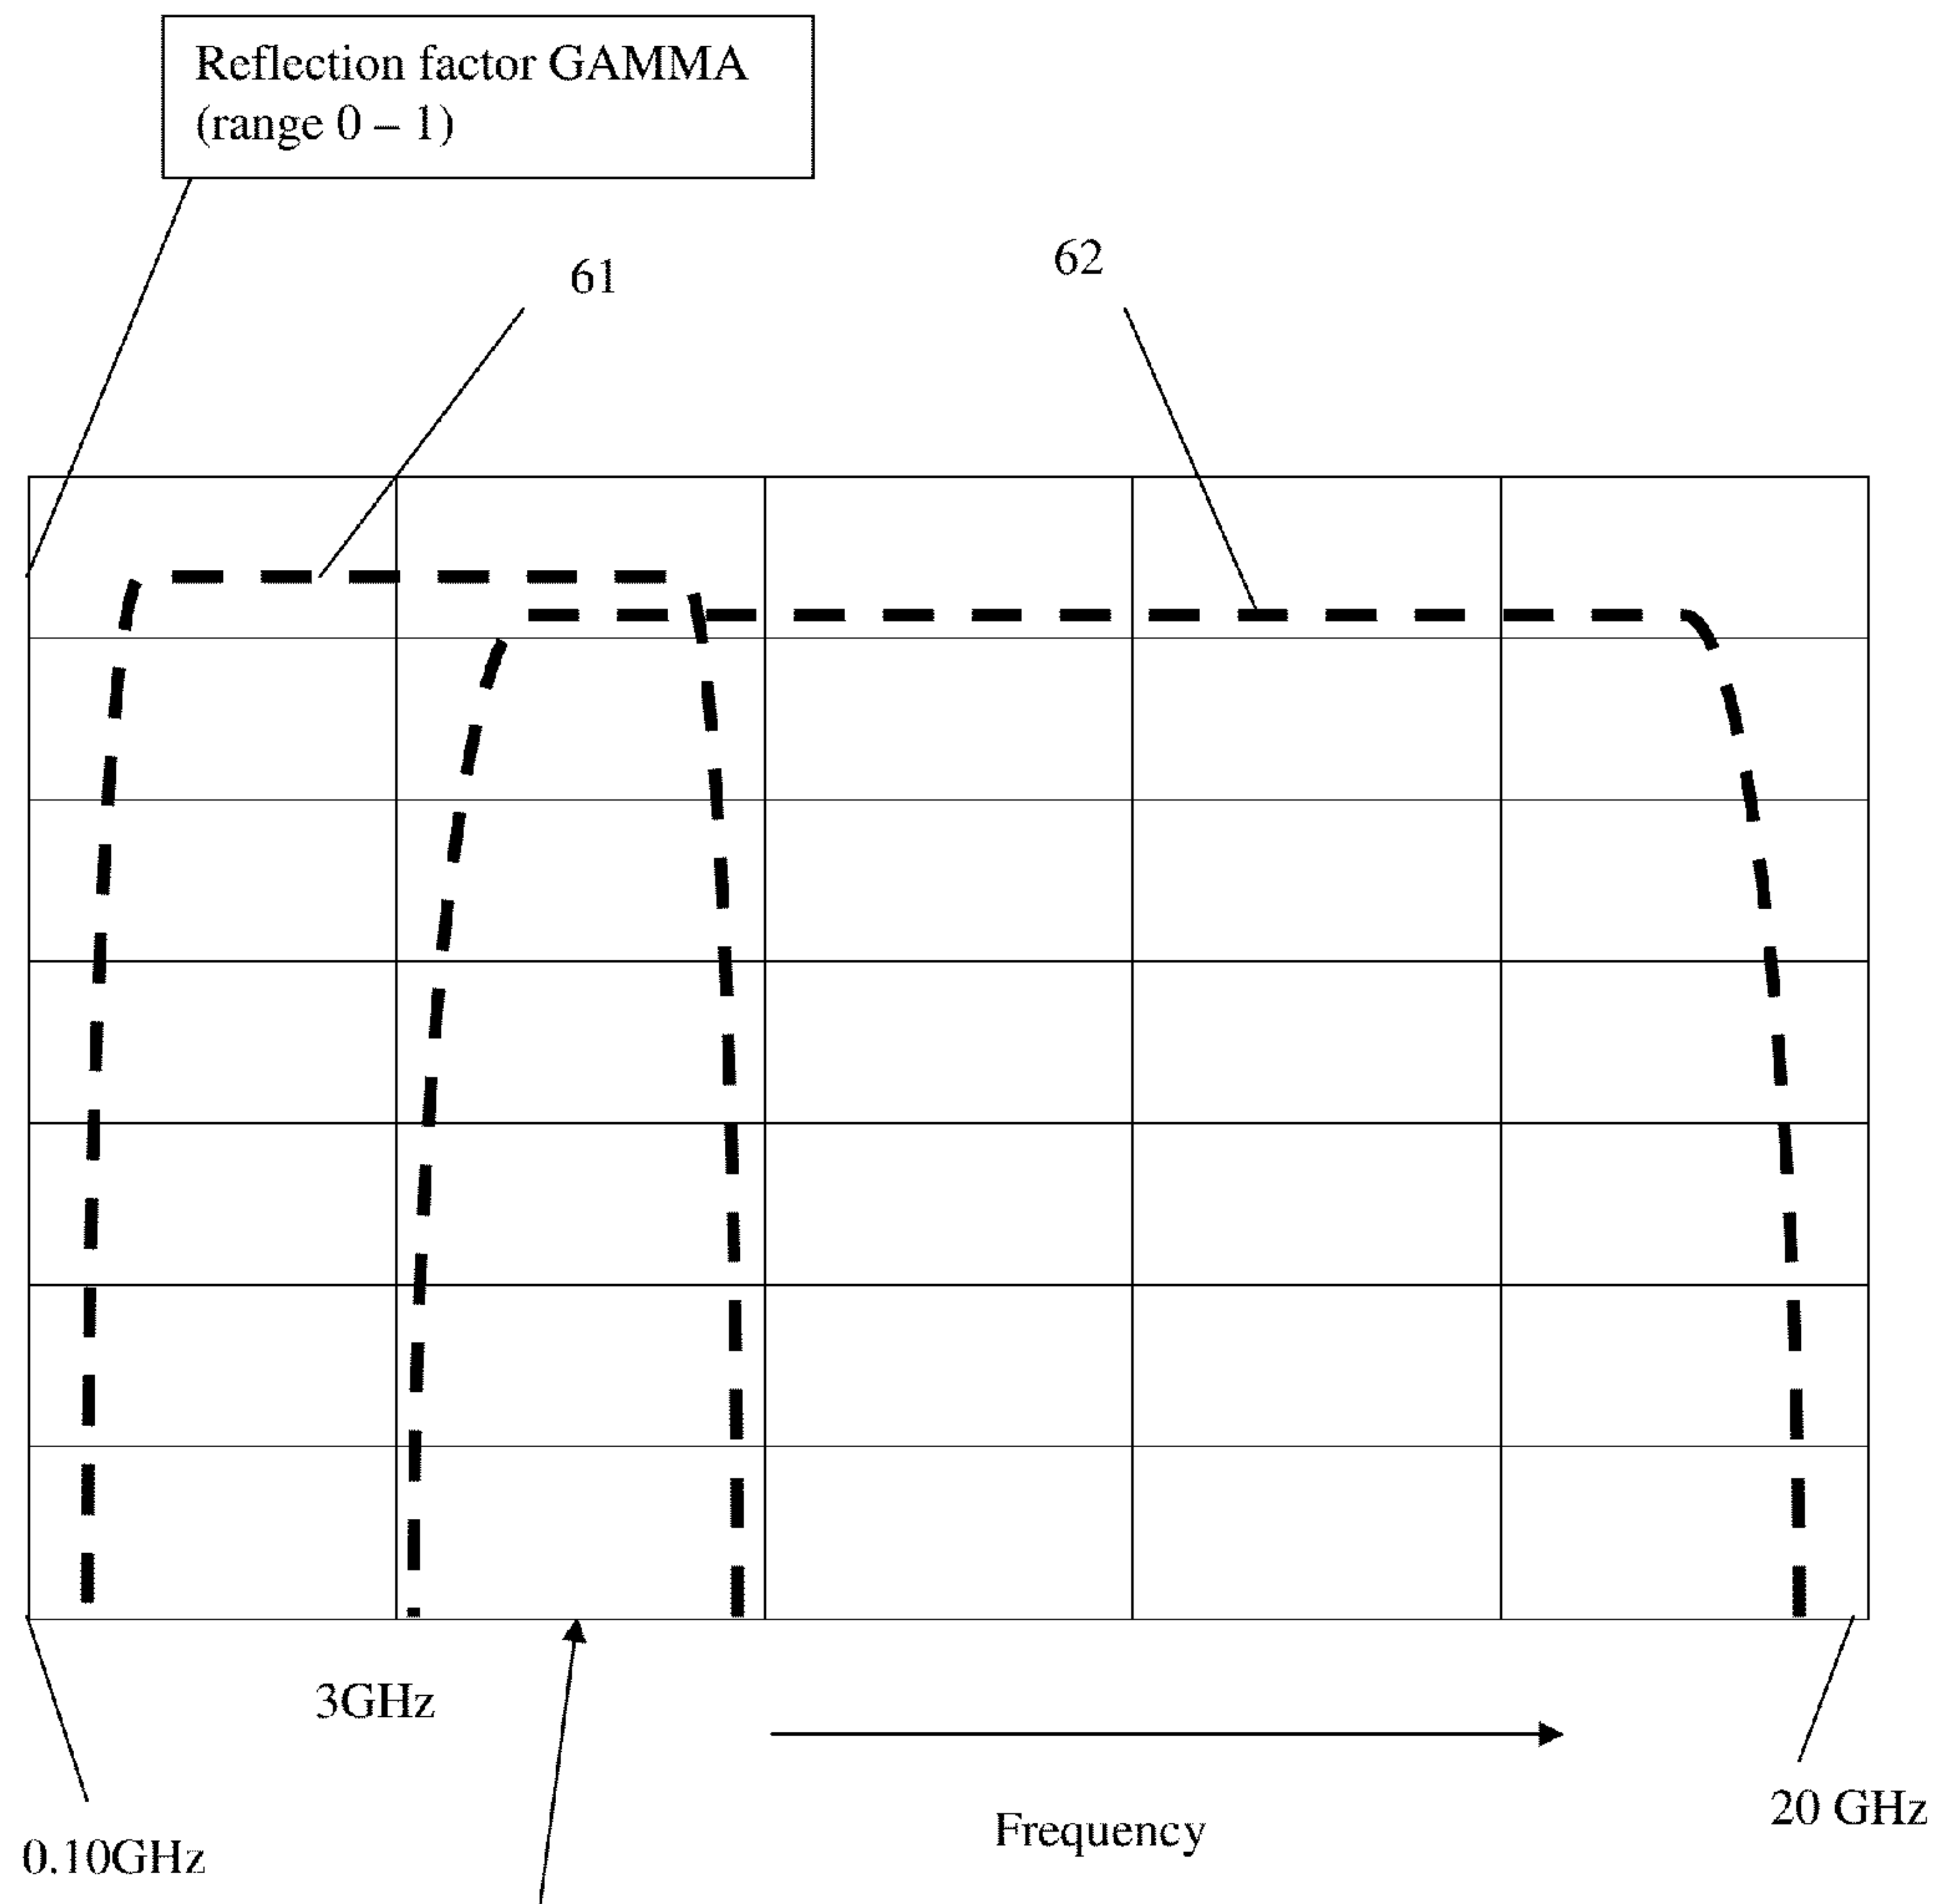 Reflection factor GAMMA
(range 0 – 1)
61
62
3GHz
0.10GHz
Frequency
20 GHz